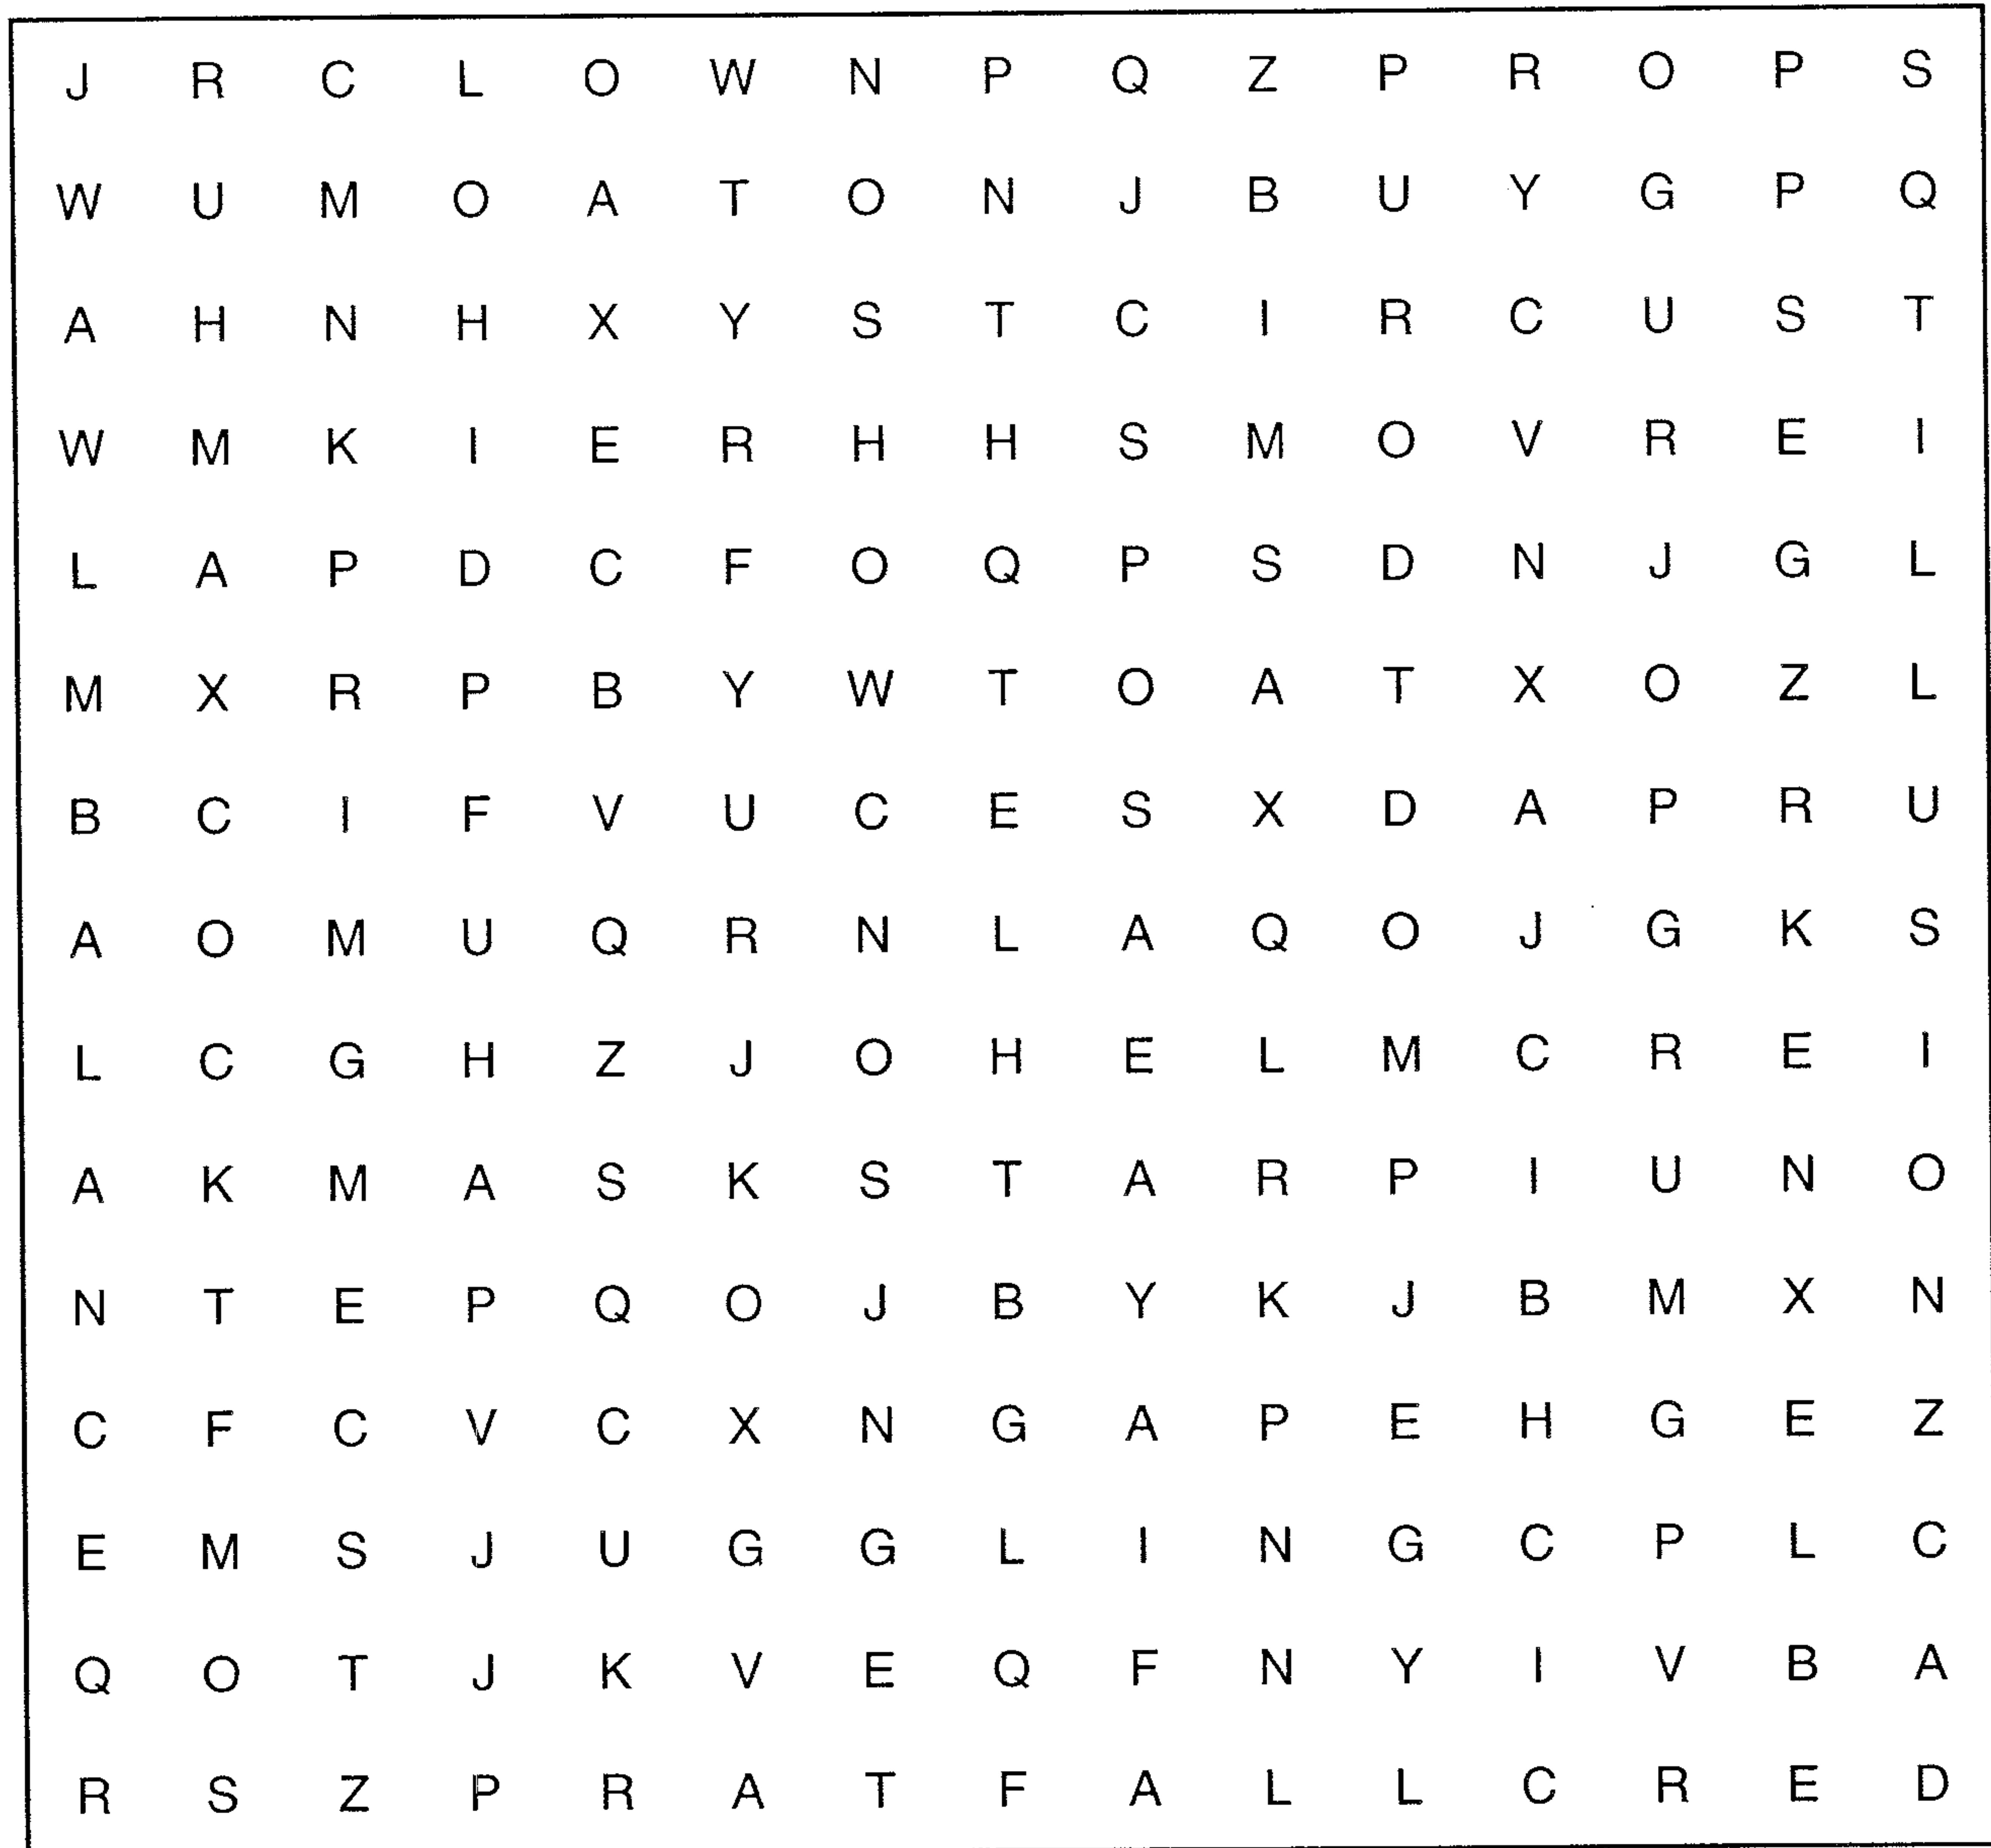 J R C L O W N P Q Z P R O P S
W U M O A T O N J B U Y G P Q
A H N H X Y S T C I R C U S T
W M K I E R H H S M O V R E I
L A P D C F O Q P S D N J G L
M X R P B Y W T O A T X O Z L
B C I F V U C E S X D A P R U
A O M U Q R N L A Q O J G K S
L C G H Z J O H E L M C R E I
A K M A S K S T A R P I U N O
N T E P Q O J B Y K J B M X N
C F C V C X N G A P E H G E Z
E M S J U G G L I N G C P L C
Q O T J K V E Q F N Y I V B A
R S Z P R A T F A L L C R E D